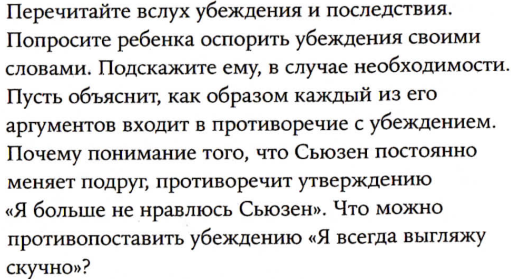 Перечитайте вслух убеждения и последствия.
Попросите ребенка оспорить убеждения своими
словами. Подскажите ему, в случае необходимости.
Пусть объяснит, как образом каждый из его
аргументов входит в противоречие с убеждением.
Почему понимание того, что Сьюзен постоянно
меняет подруг, противоречит утверждению
«Я больше не нравлюсь Сьюзен». Что можно
противопоставить убеждению «Я всегда выгляжу
скучно»?